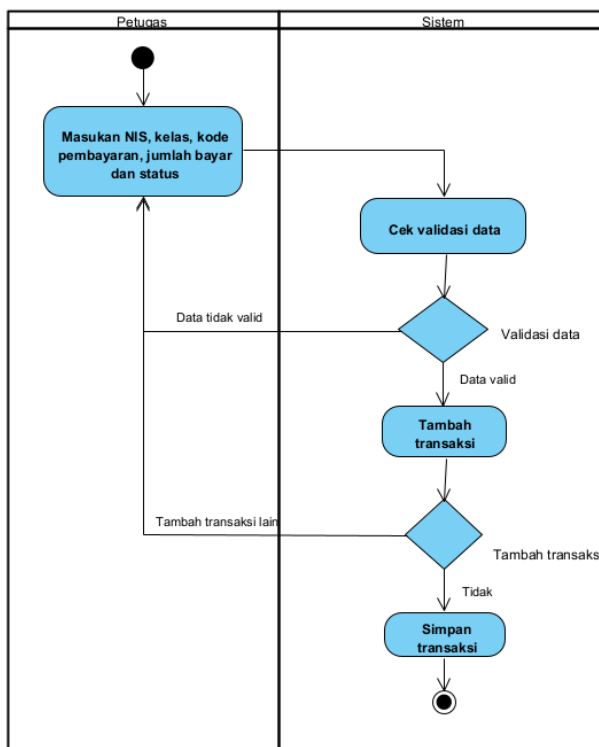 Petugas
Sistem
Masukan NIS, kelas, kode
pembayaran, jumlah bayar
dan status
Cek validasi data
Data tidak valid
Validasi data
Data valid
Tambah
transaksi
Tambah transaksi lain
Tambah transaks
Tidak
Simpan
transaksi